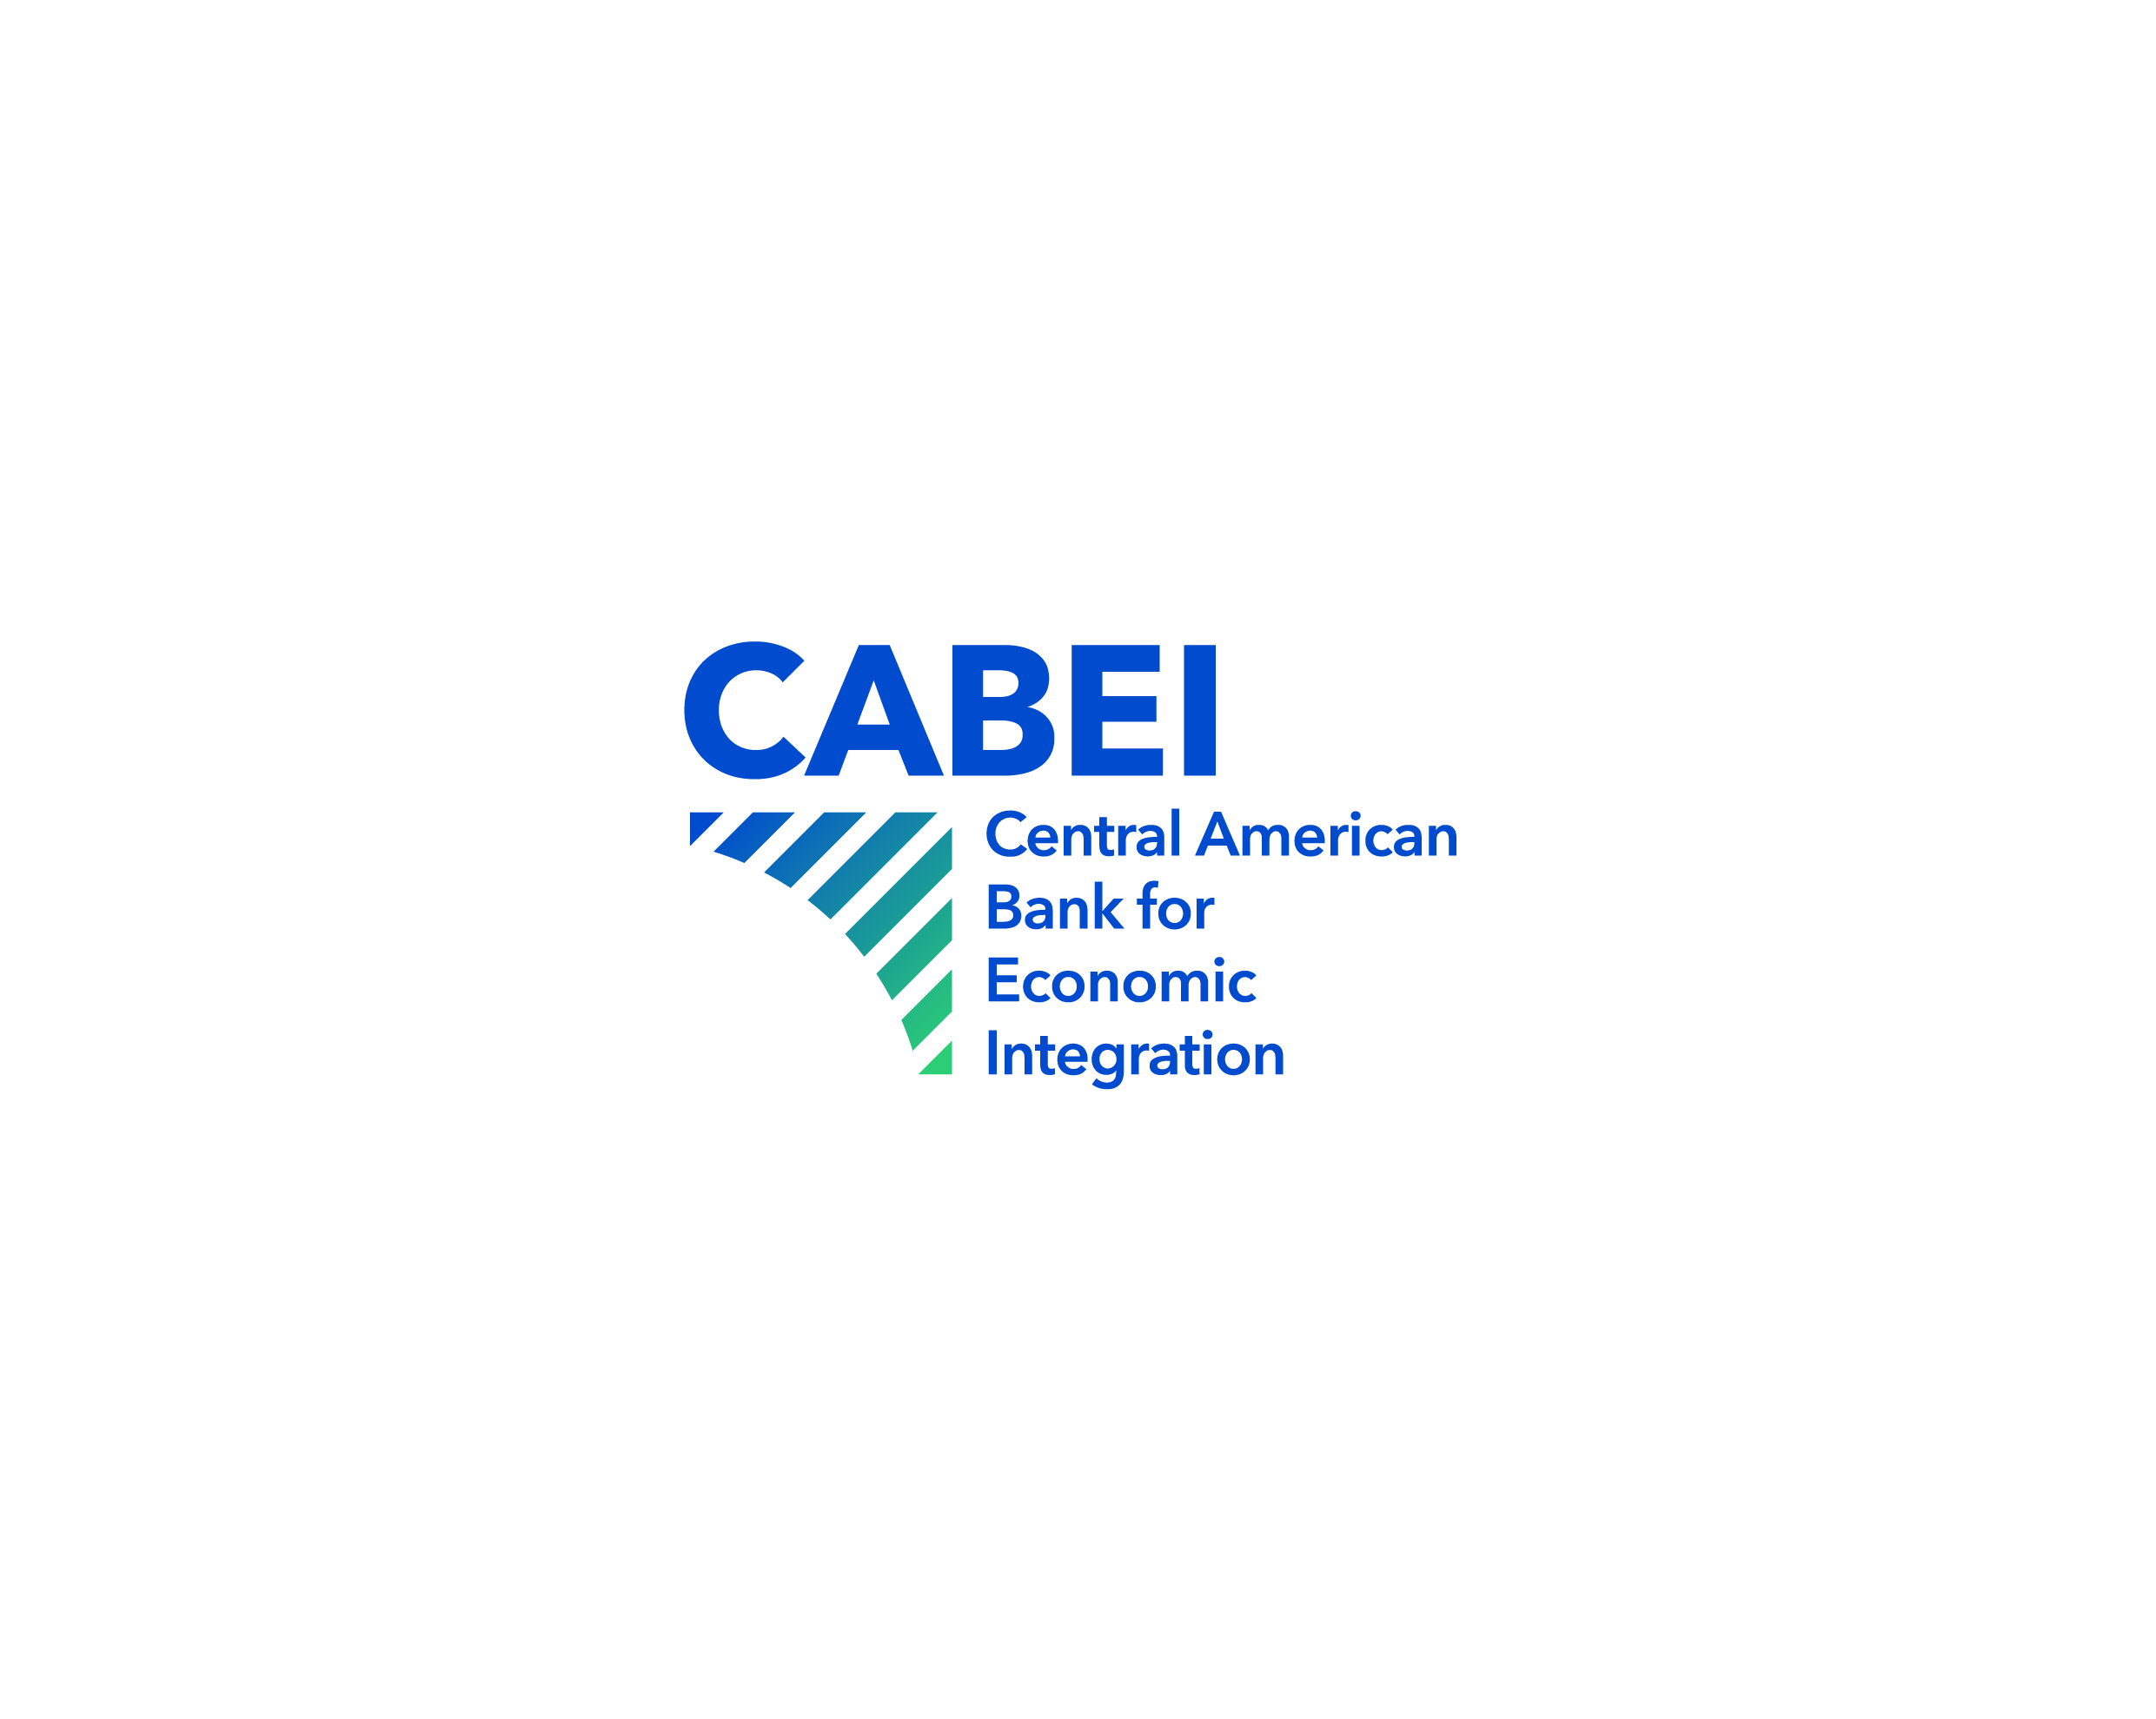 CABEI
Central American
Bank for
Economic
Integration